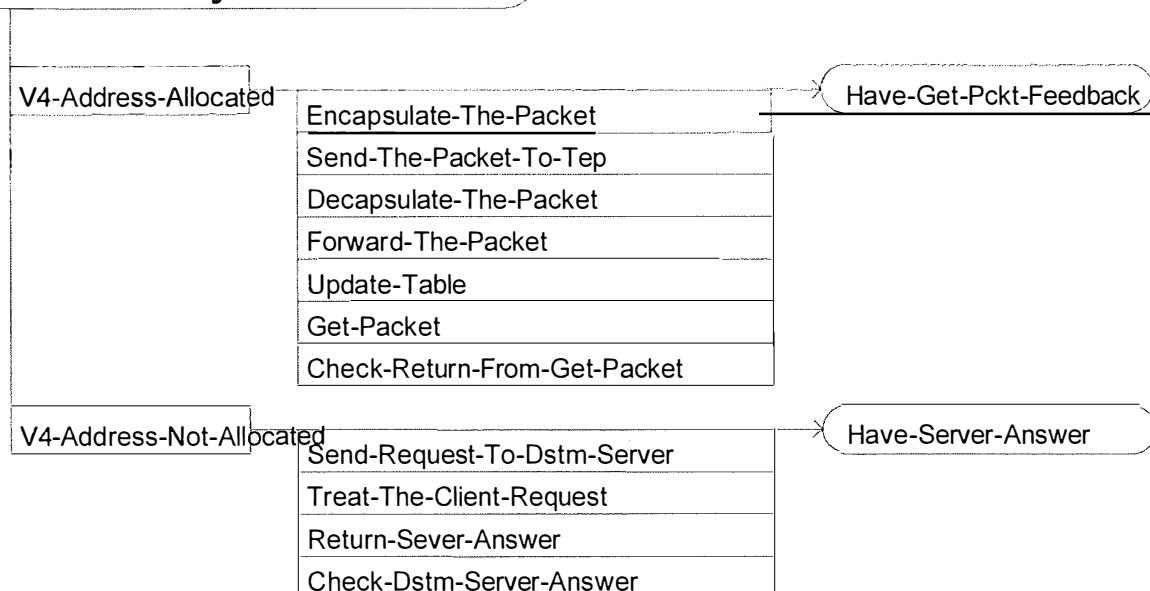 V4-Address-Allocated
Have-Get-Pckt-Feedback
Encapsulate-The-Packet
Send-The-Packet-To-Tep
Decapsulate-The-Packet
Forward-The-Packet
Update-Table
Get-Packet
Check-Return-From-Get-Packet
V4-Address-Not-Allocated
Have-Server-Answer
Send-Request-To-Dstm-Server
Treat-The-Client-Request
Return-Sever-Answer
Check-Dstm-Server-Answer